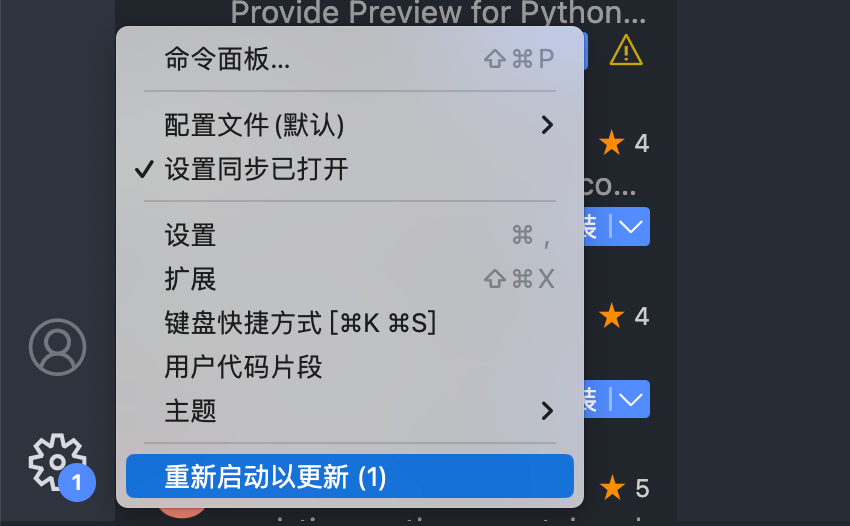 Provide Preview for Python...
命令面板... ⇧⌘P
配置文件 (默认)
4
✓ 设置同步已打开
co...
设置 ⌘ ,
装
扩展 ⇧⌘X
键盘快捷方式 [⌘K ⌘S]
4
用户代码片段
主题
装
重新启动以更新 (1)
1
5